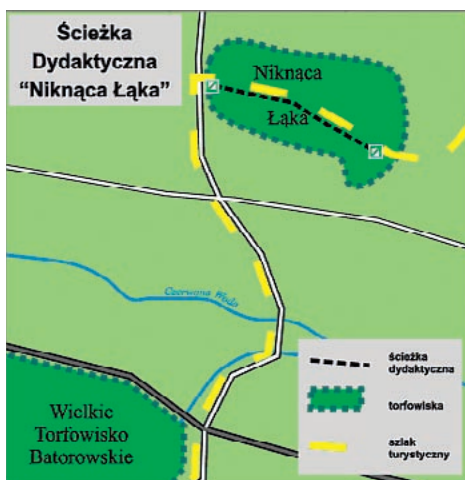 Ścieżka
Dydaktyczna
“Niknąca Łąka”
Niknąca
Łąka
Czerwona Woda
Wielkie
Torfowisko
Batorowskie
ścieżka
dydaktyczna
torfowiska
szlak
turystyczny